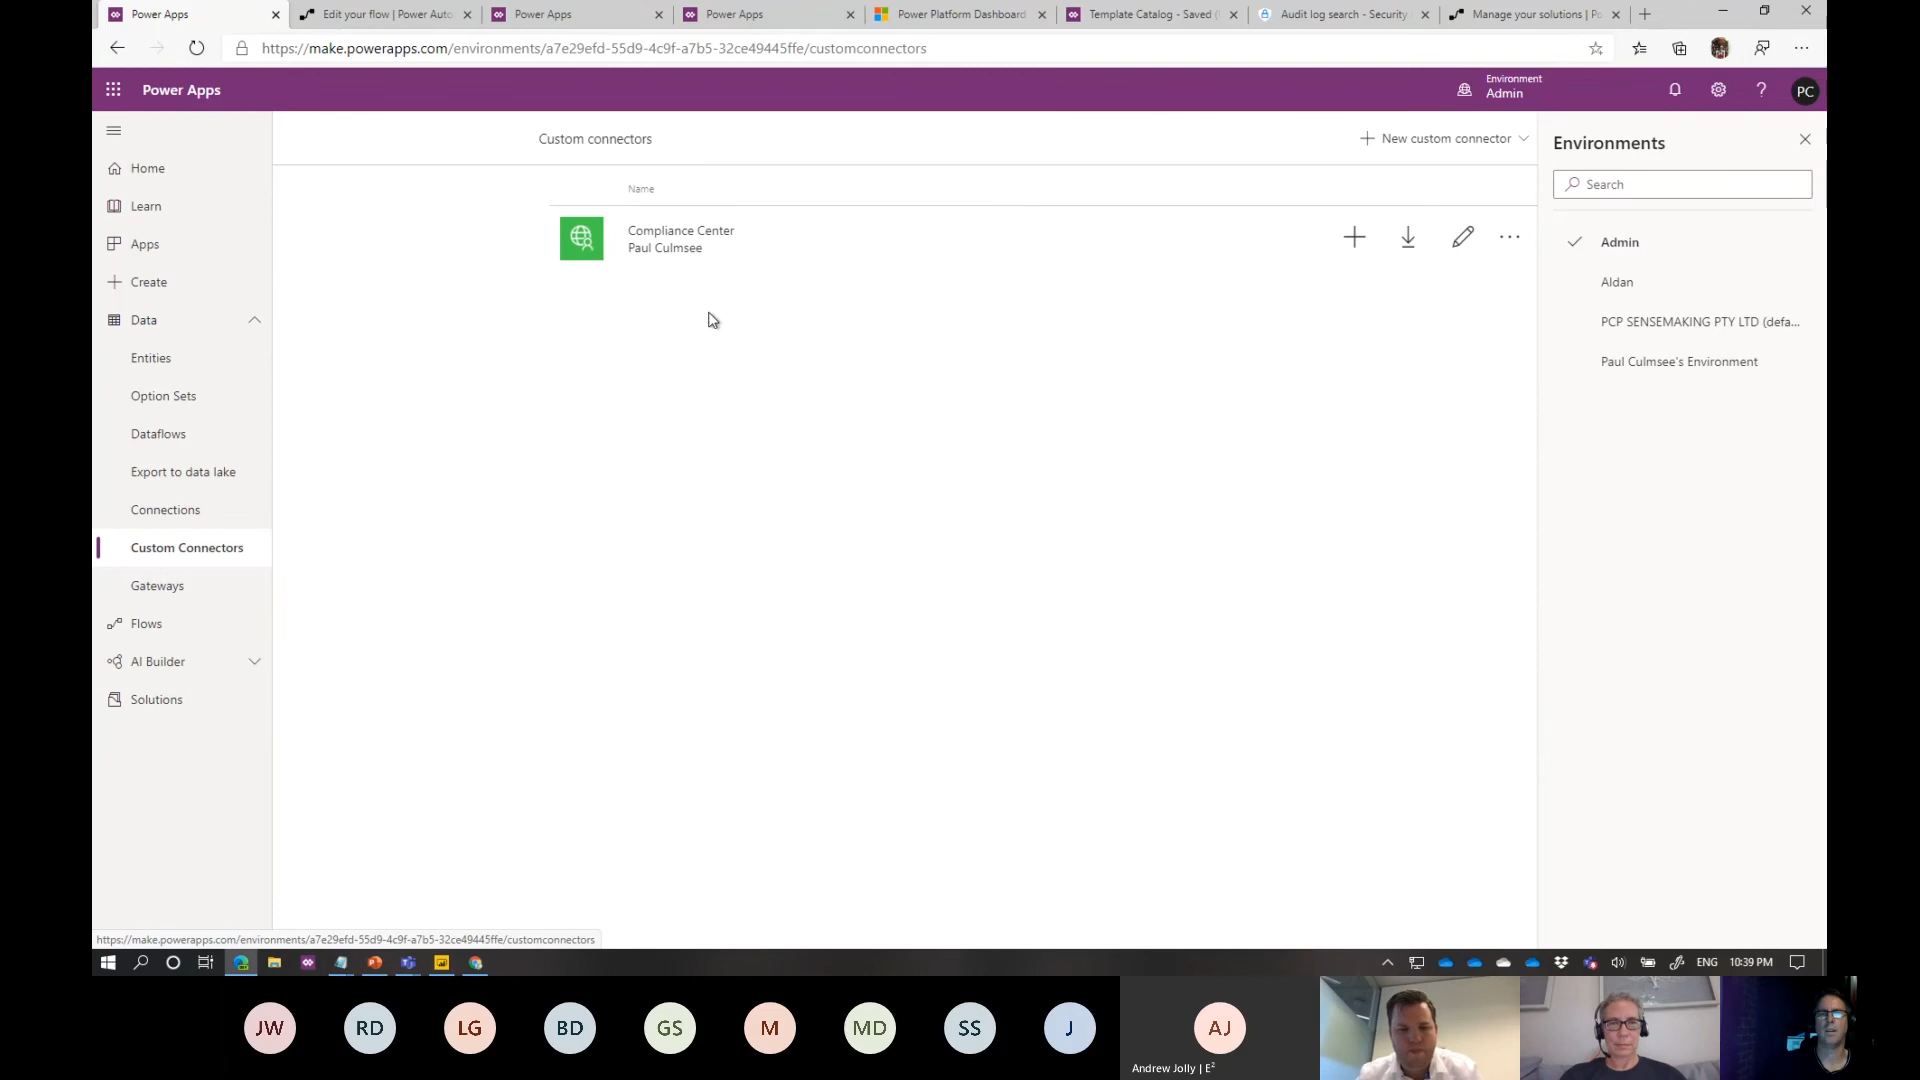 Power Apps
Edit your flow | Power Auto
Power Apps
Power Apps
Power Platform Dashboard
Template Catalog - Saved (
Audit log search - Security
Manage your solutions | Po
https://make.powerapps.com/environments/a7e29efd-55d9-4c9f-a7b5-32ce49445ffe/customconnectors
Power Apps
Environment
Admin
PC
Custom connectors
New custom connector
Environments
Search
Admin
Aldan
PCP SENSEMAKING PTY LTD (defa...
Paul Culmsee's Environment
Name
Compliance Center
Paul Culmsee
Home
Learn
Apps
Create
Data
Entities
Option Sets
Dataflows
Export to data lake
Connections
Custom Connectors
Gateways
Flows
AI Builder
Solutions
https://make.powerapps.com/environments/a7e29efd-55d9-4c9f-a7b5-32ce49445ffe/customconnectors
ENG
10:39 PM
JW
RD
LG
BD
GS
M
MD
SS
J
AJ
Andrew Jolly | E²